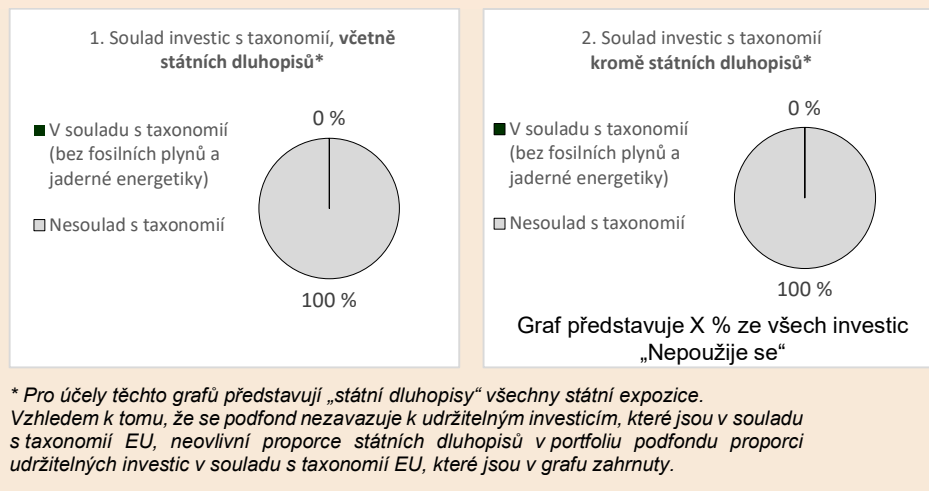 1. Soulad investic s taxonomií, včetně
státních dluhopisů*
V souladu s taxonomií
(bez fosilních plynů a
jaderné energetiky)
Nesoulad s taxonomií
0 %
100 %
2. Soulad investic s taxonomií
kromě státních dluhopisů*
V souladu s taxonomií
(bez fosilních plynů a
jaderné energetiky)
Nesoulad s taxonomií
0 %
100 %
Graf představuje X % ze všech investic
„Nepoužije se“
* Pro účely těchto grafů představují „státní dluhopisy“ všechny státní expozice.
Vzhledem k tomu, že se podfond nezavazuje k udržitelným investicím, které jsou v souladu
s taxonomií EU, neovlivní proporce státních dluhopisů v portfoliu podfondu proporci
udržitelných investic v souladu s taxonomií EU, které jsou v grafu zahrnuty.